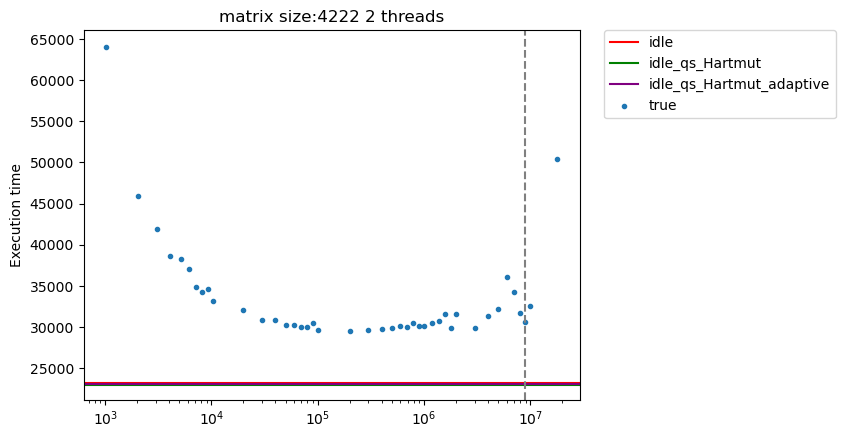 matrix size:4222 2 threads
65000
60000
55000
50000
45000
40000
35000
30000
25000
Execution time
10³
10⁴
10⁵
10⁶
10⁷
idle
idle_qs_Hartmut
idle_qs_Hartmut_adaptive
true